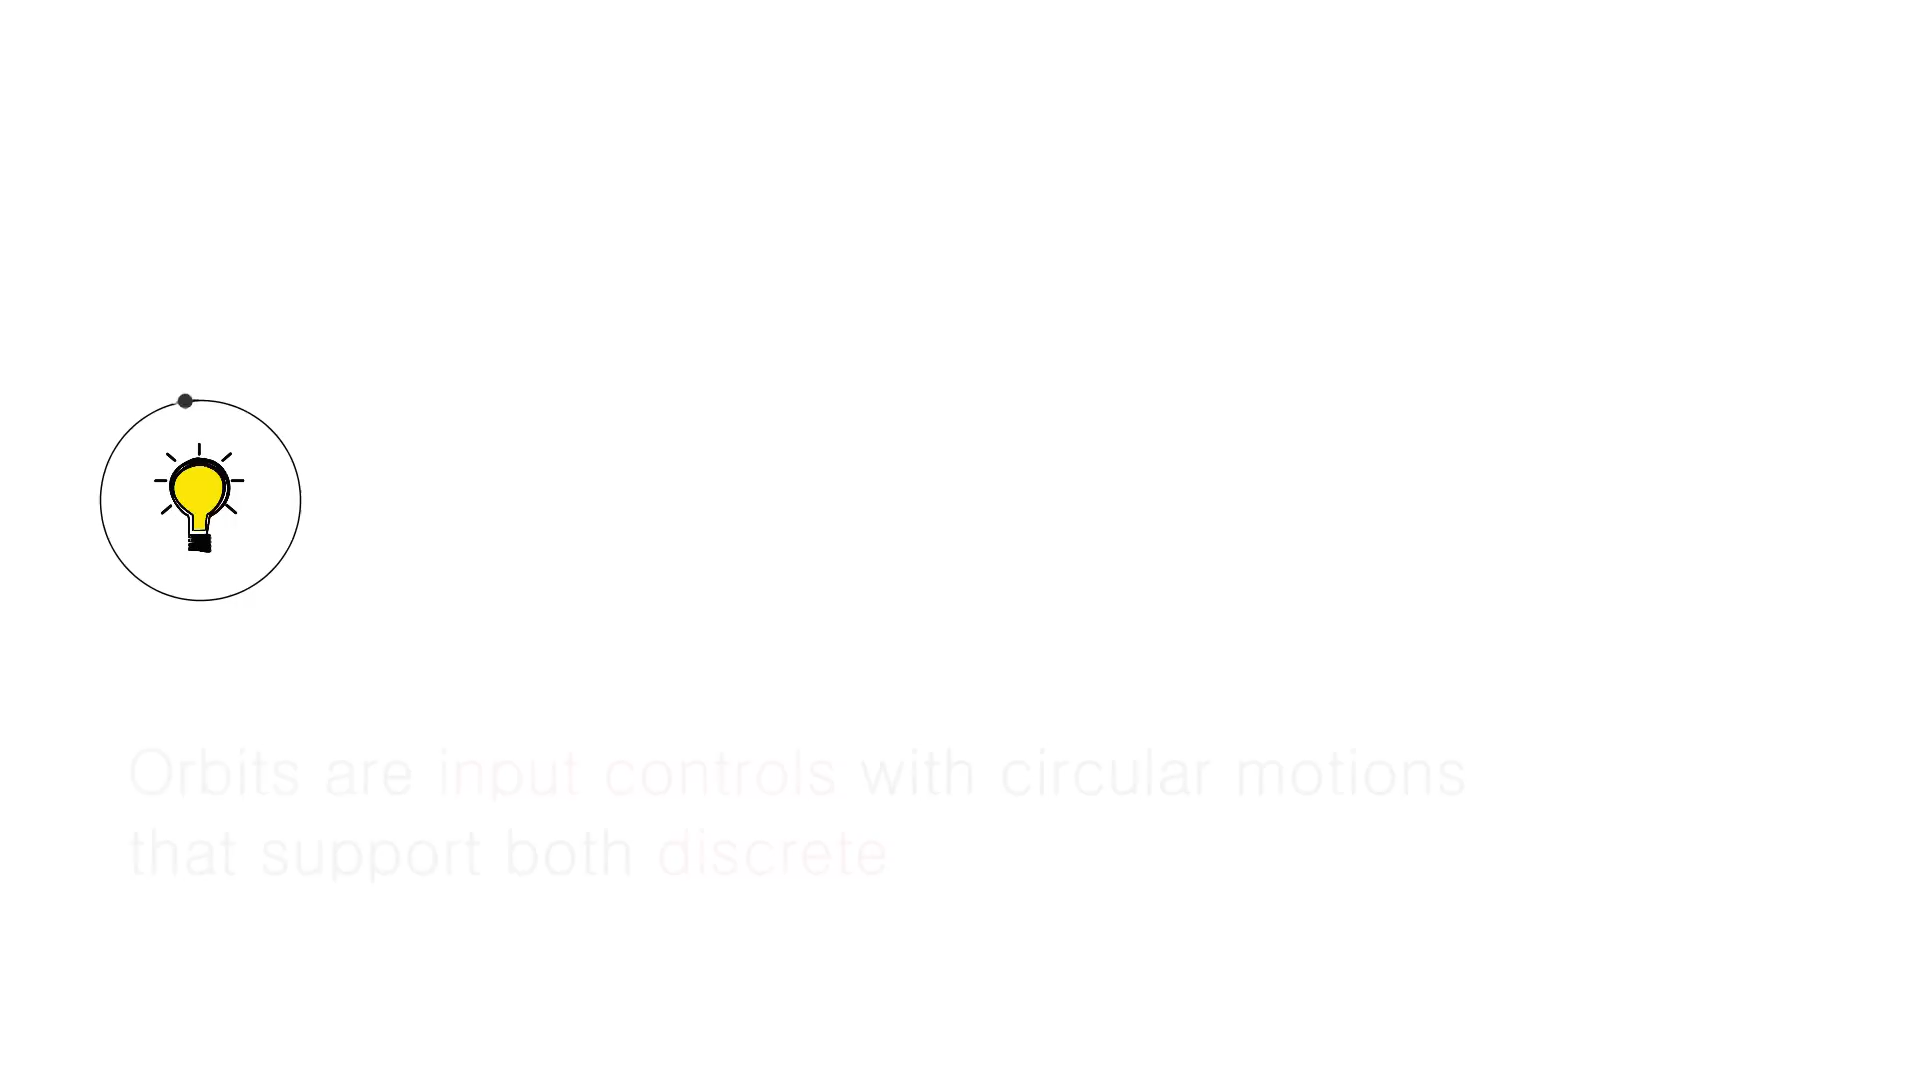 Orbits are input controls with circular motions
that support both discrete